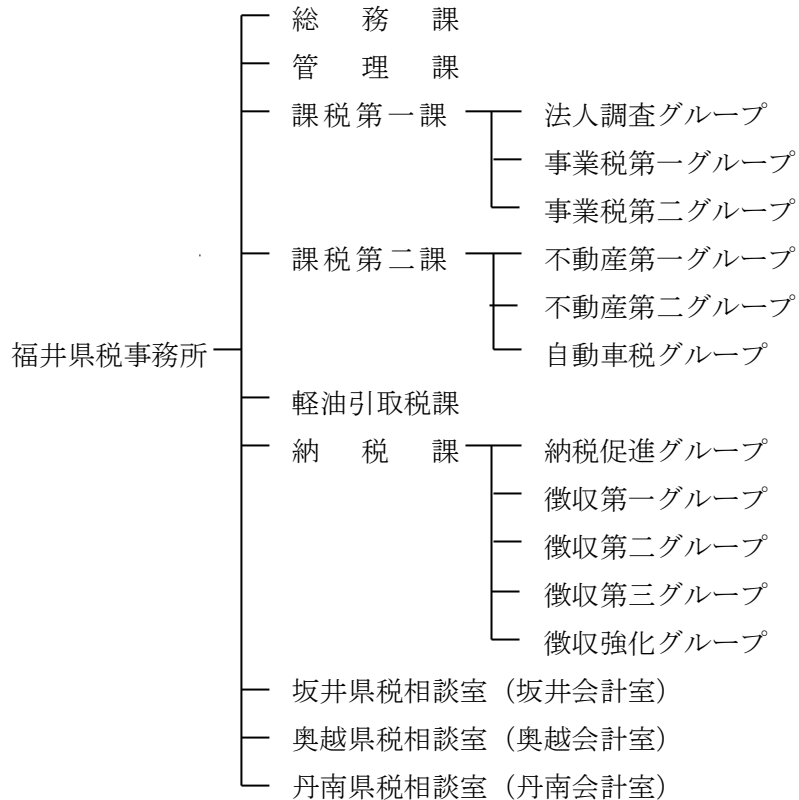 総務課
管理課
課税第一課 法人調査グループ
事業税第一グループ
事業税第二グループ
課税第二課 不動産第一グループ
不動産第二グループ
福井県税事務所 自動車税グループ
軽油引取税課
納税課 納税促進グループ
徴収第一グループ
徴収第二グループ
徴収第三グループ
徴収強化グループ
坂井県税相談室（坂井会計室）
奥越県税相談室（奥越会計室）
丹南県税相談室（丹南会計室）